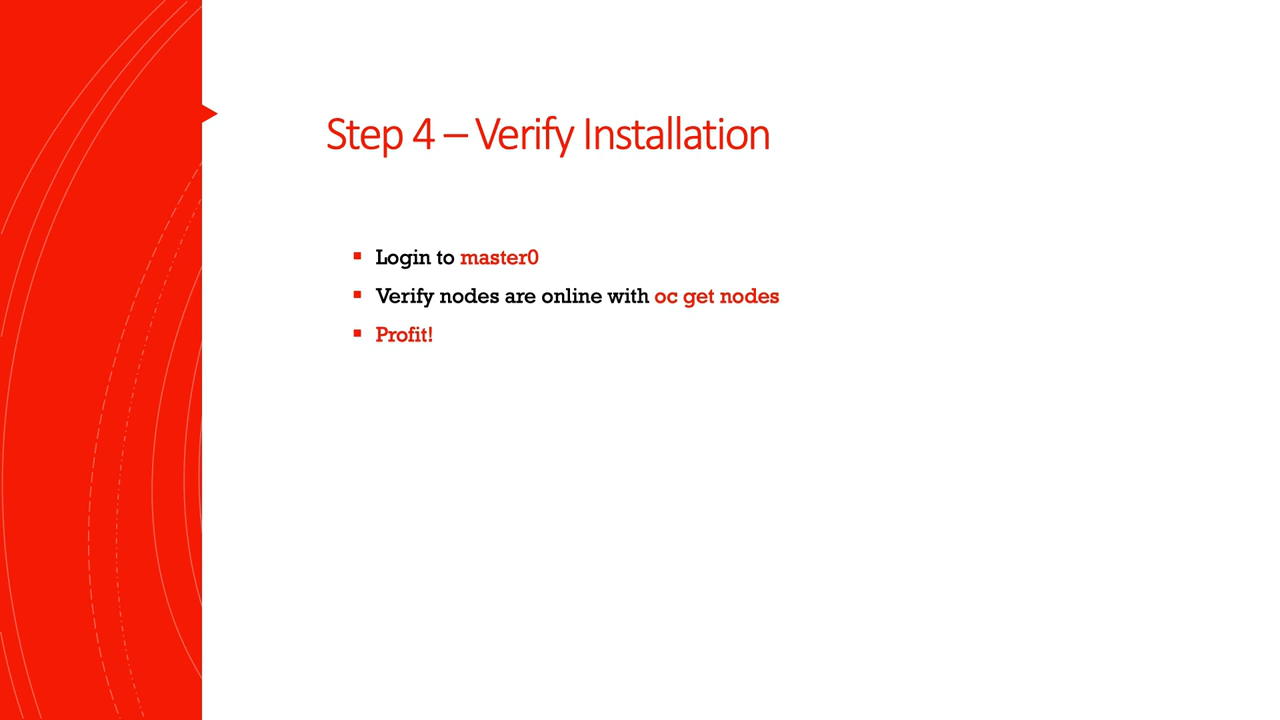 Step 4 – Verify Installation
Login to master0
Verify nodes are online with oc get nodes
Profit!